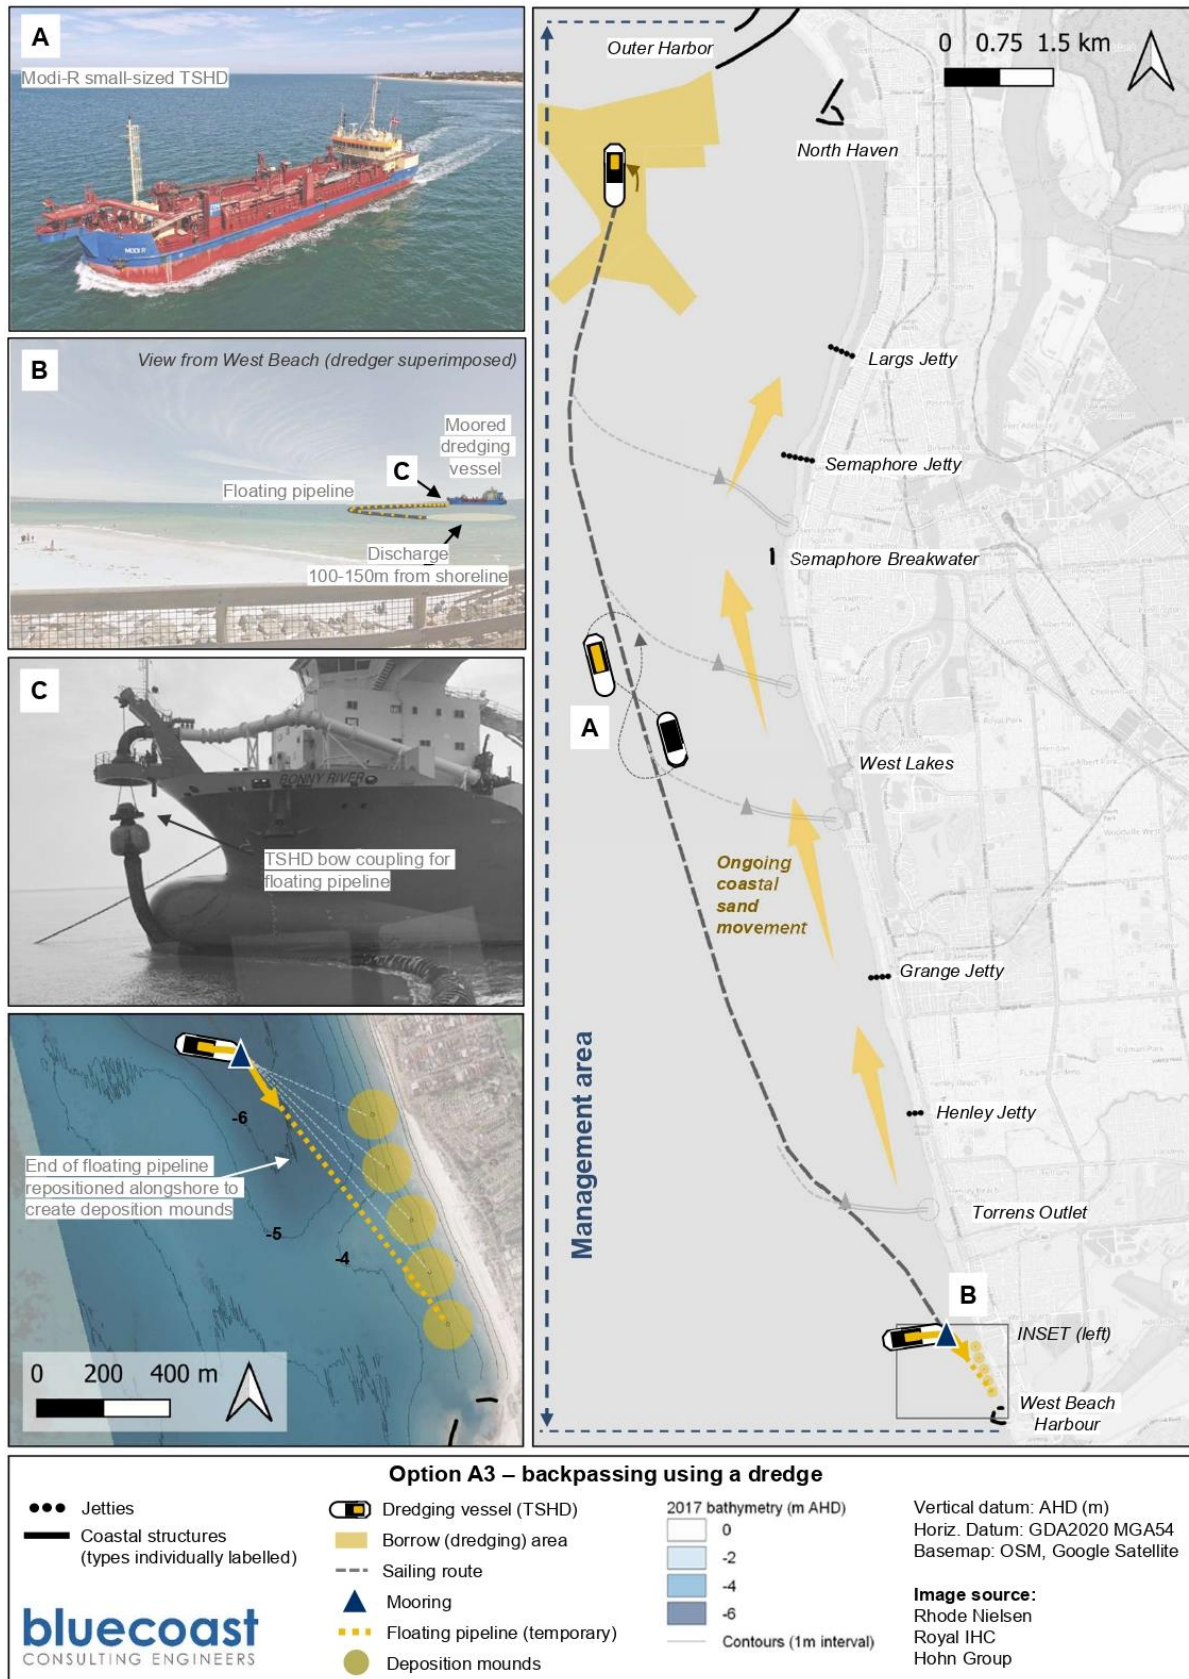 A
Modi-R small-sized TSHD
MODI R
B
View from West Beach (dredger superimposed)
Moored
dredging
vessel
C
Floating pipeline
Discharge
100-150m from shoreline
C
BONNY RIVER
TSHD bow coupling for
floating pipeline
-6
End of floating pipeline
repositioned alongshore to
create deposition mounds
-5
-4
0 200 400 m
Outer Harbor
0 0.75 1.5 km
North Haven
Largs Jetty
Semaphore Jetty
Semaphore Breakwater
A
West Lakes
Ongoing
coastal
sand
movement
Grange Jetty
Management area
Henley Jetty
Torrens Outlet
B
INSET (left)
West Beach
Harbour
Option A3 – backpassing using a dredge
Jetties
Coastal structures
(types individually labelled)
bluecoast
CONSULTING ENGINEERS
Dredging vessel (TSHD)
Borrow (dredging) area
Sailing route
Mooring
Floating pipeline (temporary)
Deposition mounds
2017 bathymetry (m AHD)
0
-2
-4
-6
Contours (1m interval)
Vertical datum: AHD (m)
Horiz. Datum: GDA2020 MGA54
Basemap: OSM, Google Satellite
Image source:
Rhode Nielsen
Royal IHC
Hohn Group